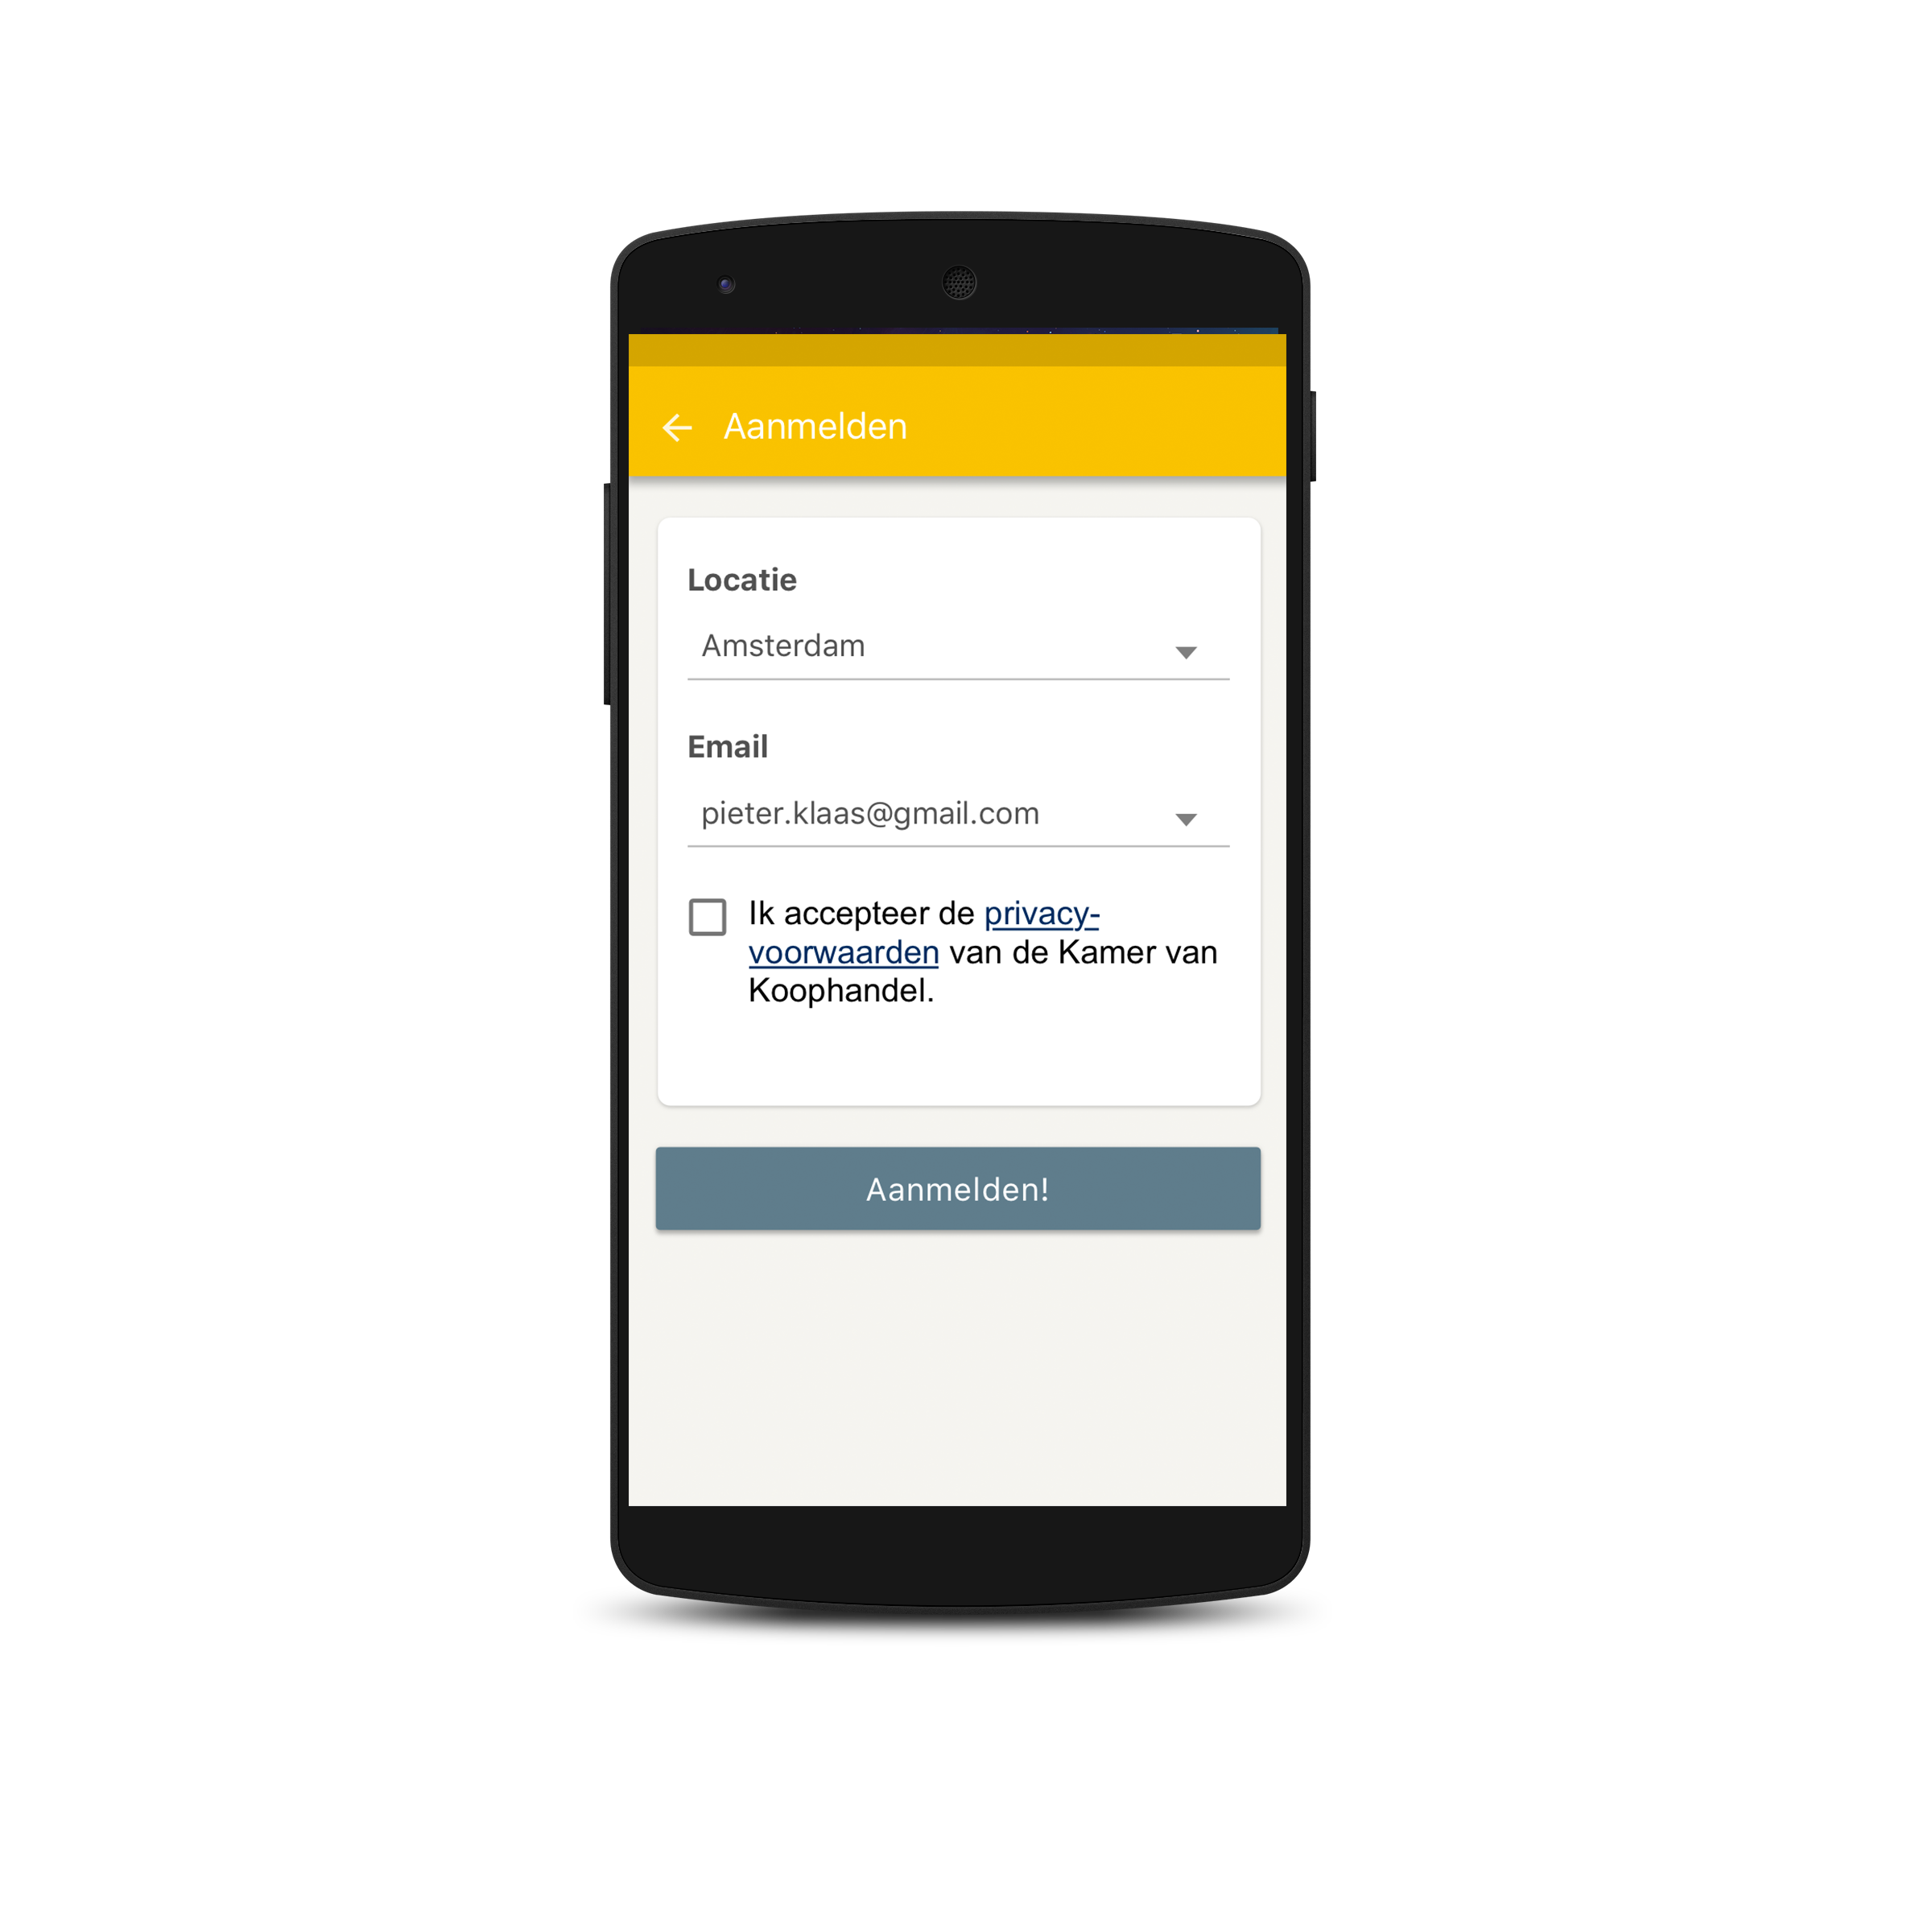 Aanmelden
Locatie
Amsterdam
Email
pieter.klaas@gmail.com
Ik accepteer de privacy-
voorwaarden van de Kamer van
Koophandel.
Aanmelden!